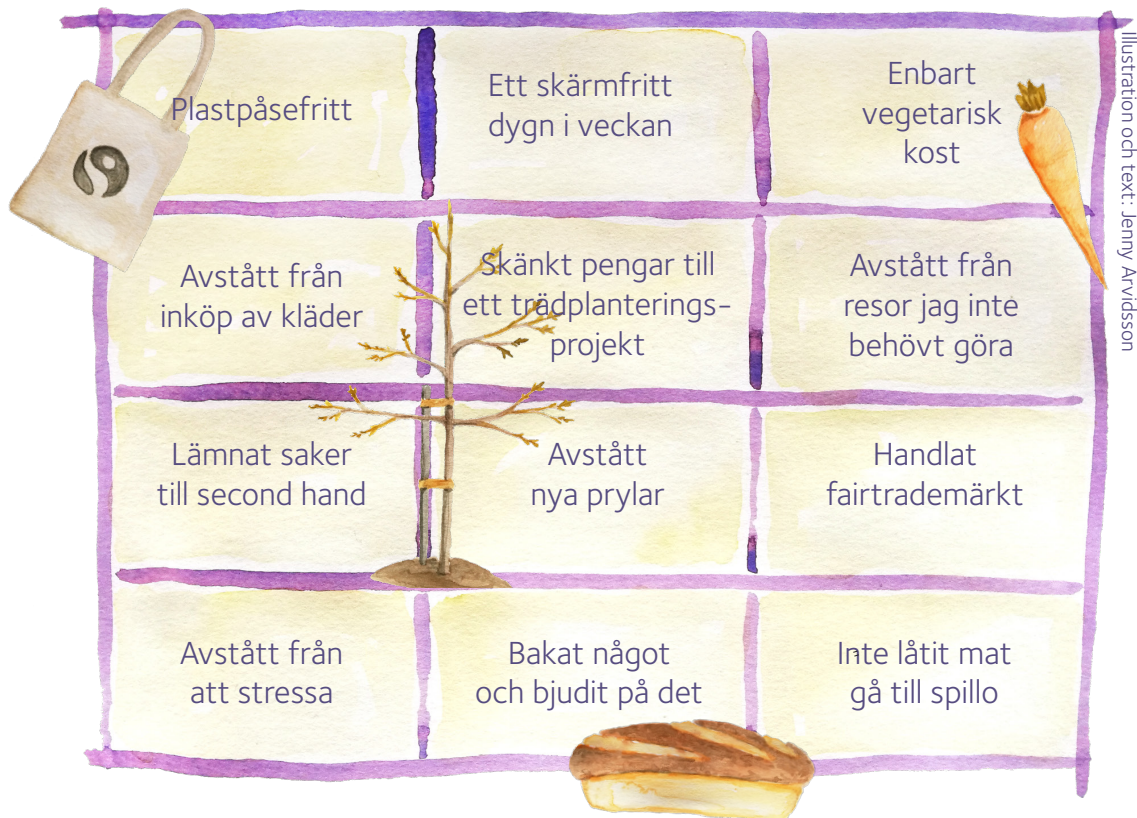 Plastpåsefritt
Ett skärmfritt
dygn i veckan
Enbart
vegetarisk
kost
Avstått från
inköp av kläder
Skänkt pengar till
ett trädplanterings-
projekt
Avstått från
resor jag inte
behövt göra
Lämnat saker
till second hand
Avstått
nya prylar
Handlat
fairtrademärkt
Avstått från
att stressa
Bakat något
och bjudit på det
Inte låtit mat
gå till spillo
Illustration och text: Jenny Arvidsson